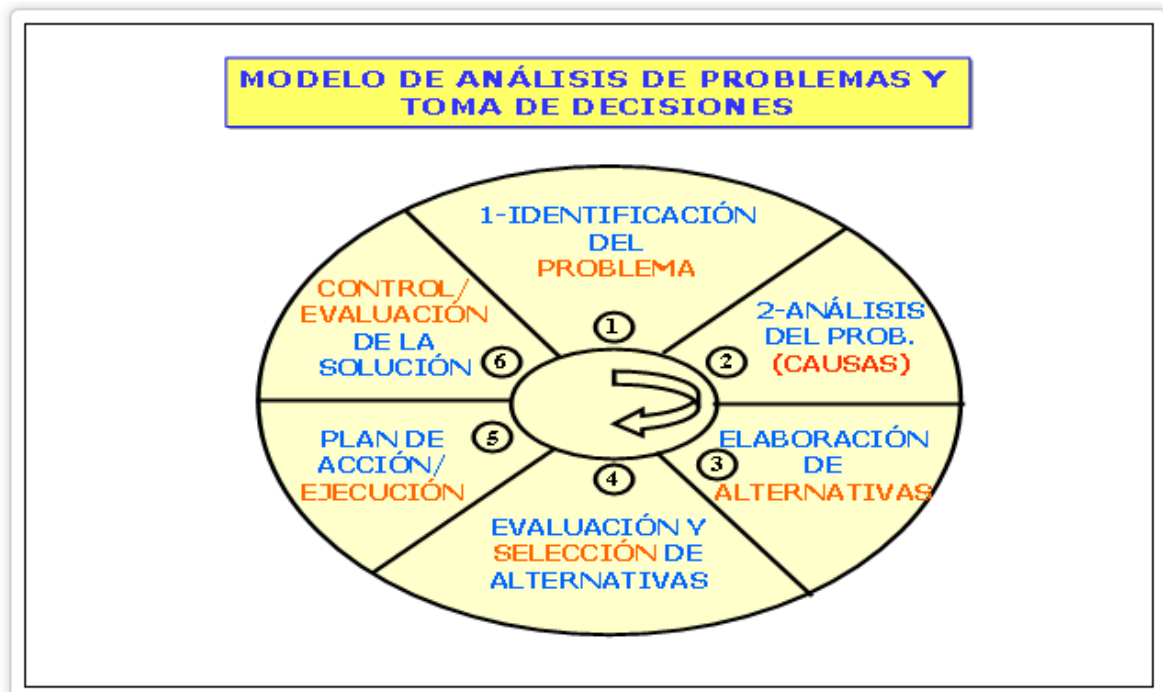 MODELO DE ANÁLISIS DE PROBLEMAS Y
TOMA DE DECISIONES
1-IDENTIFICACIÓN
DEL
PROBLEMA
1
2-ANÁLISIS
DEL PROB.
(CAUSAS)
2
ELABORACIÓN
DE
ALTERNATIVAS
3
4
EVALUACIÓN Y
SELECCIÓN DE
ALTERNATIVAS
5
PLAN DE
ACCIÓN/
EJECUCIÓN
6
CONTROL/
EVALUACIÓN
DE LA
SOLUCIÓN